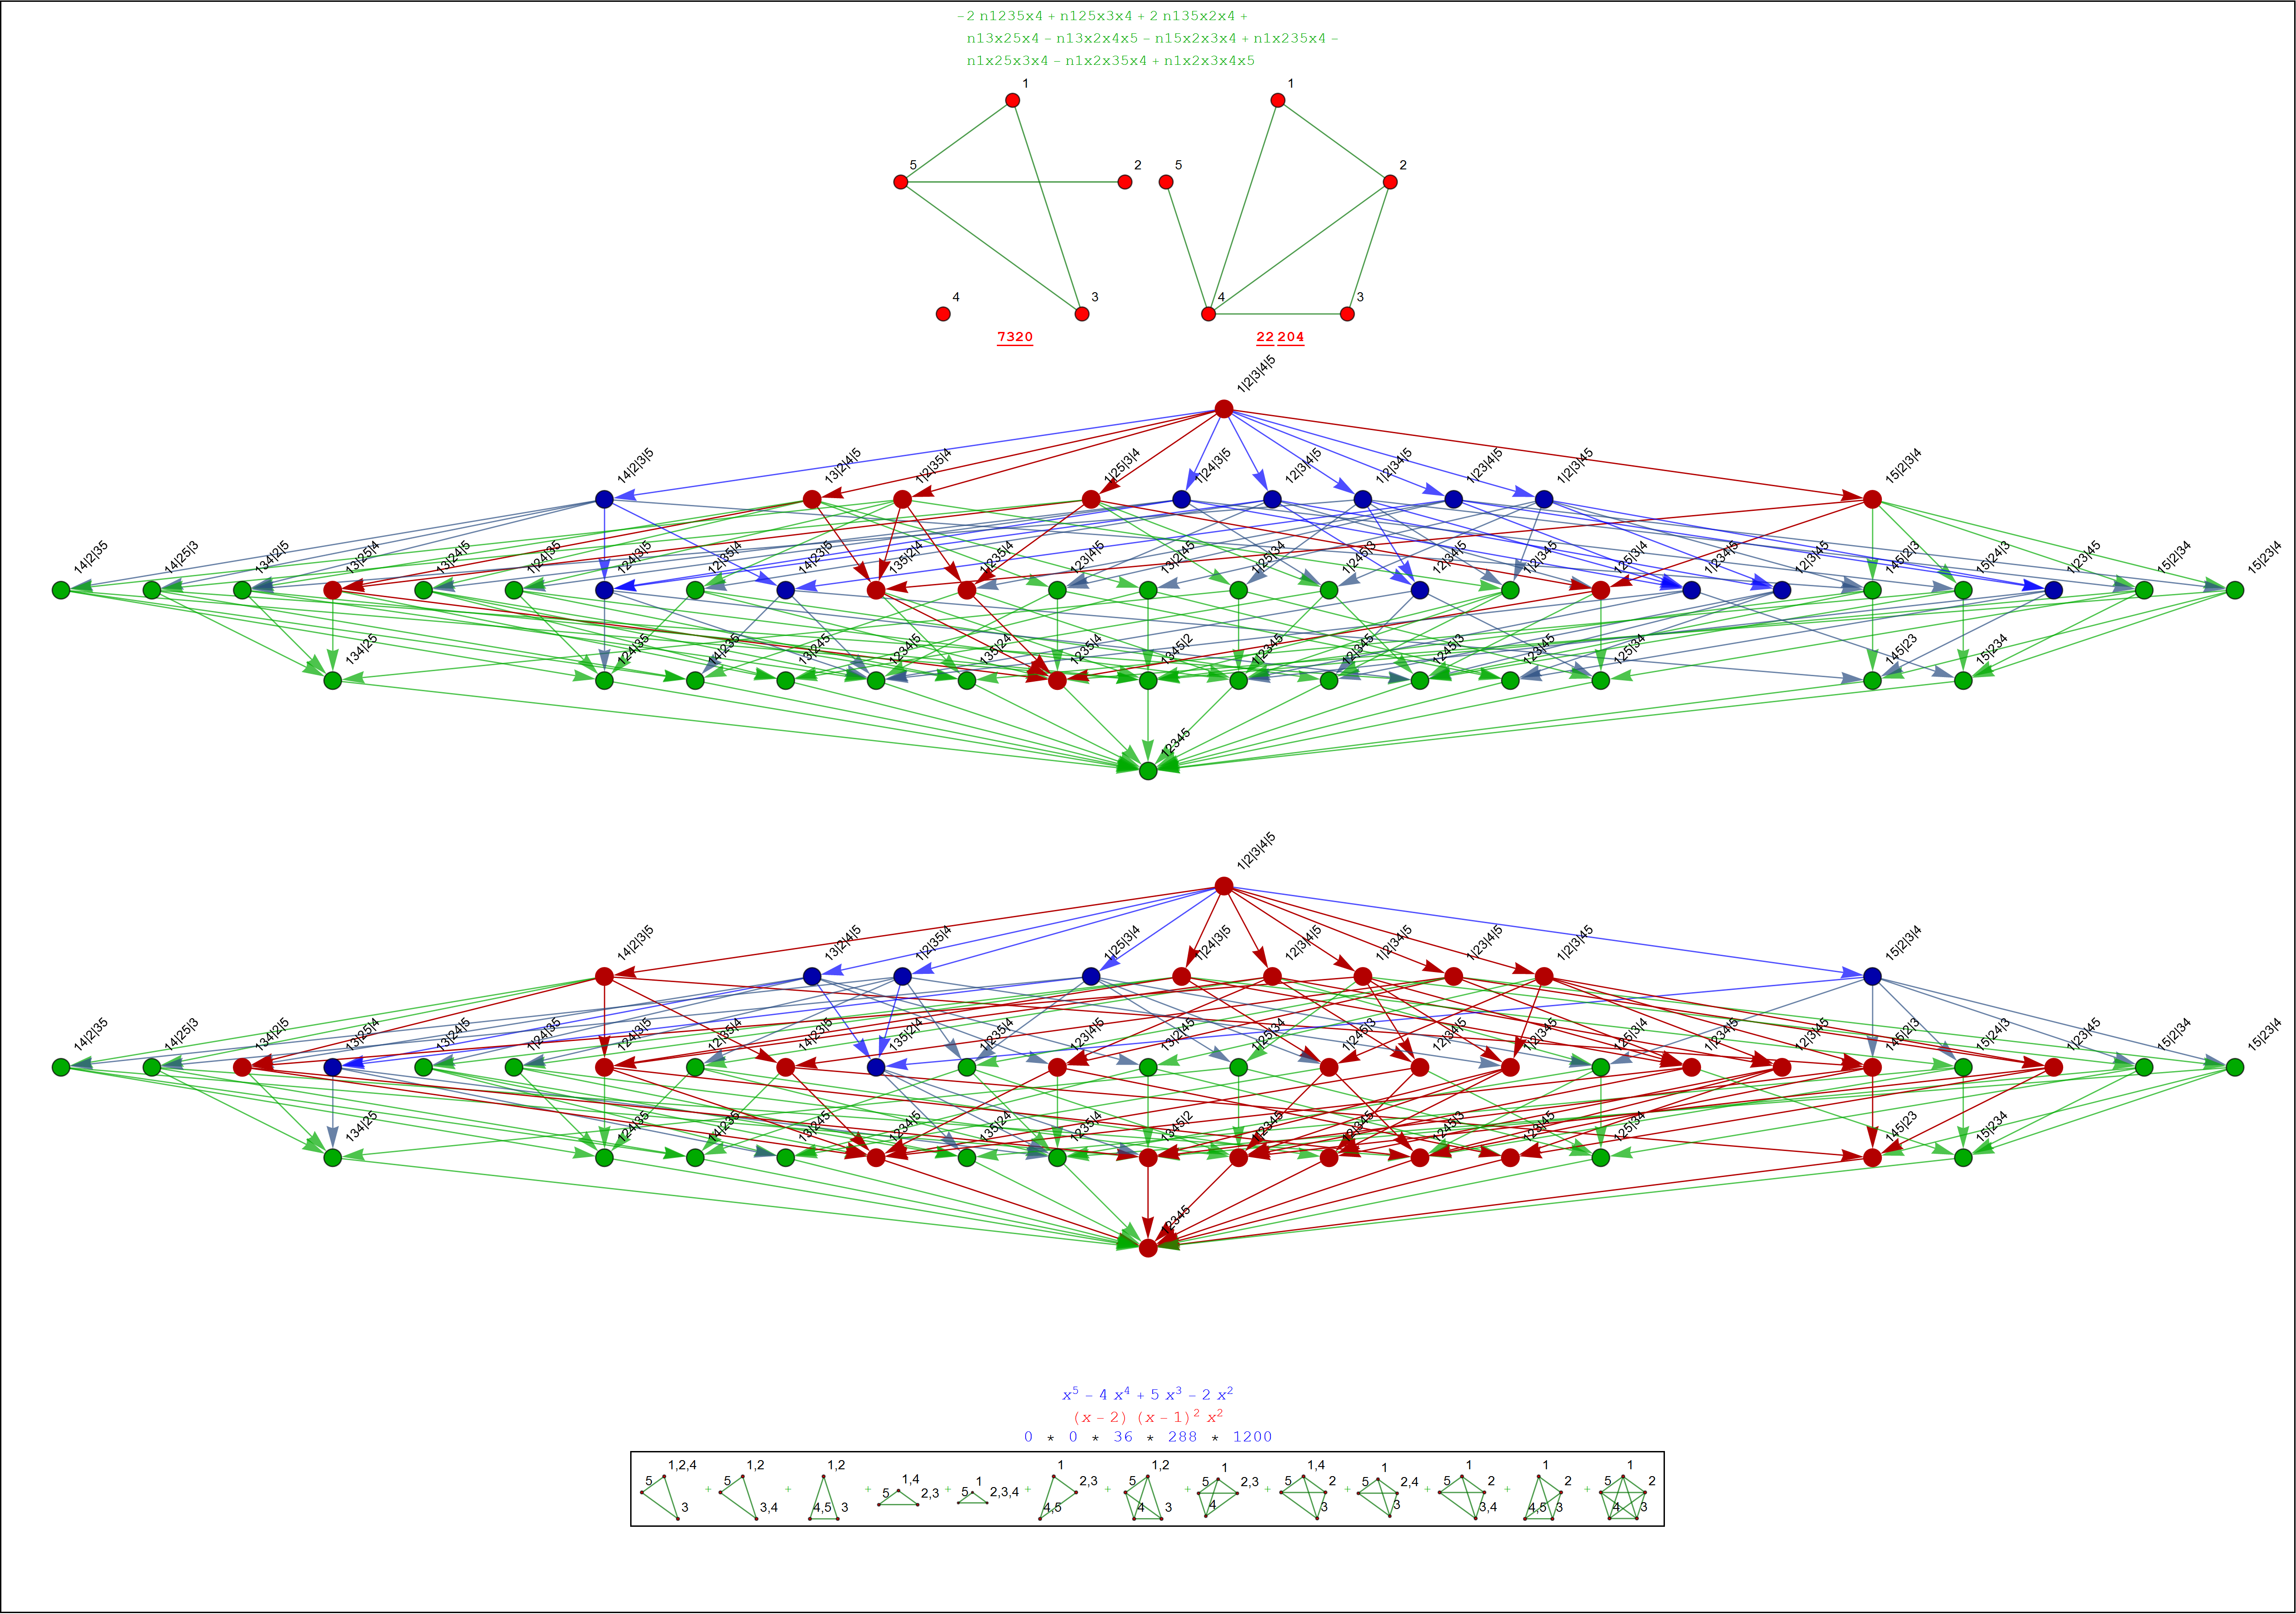 -2 n1235x4 + n125x3x4 + 2 n135x2x4 +
n13x25x4 - n13x2x4x5 - n15x2x3x4 + n1x235x4 -
n1x25x3x4 - n1x2x35x4 + n1x2x3x4x5
1 1
5 2 5 2
4 3 4 3
7320 22 204
1|2|3|4|5
14|2|3|5 13|2|4|5 1|2|35|4 1|25|3|4 1|24|3|5 12|3|4|5 1|2|34|5 1|23|4|5 1|2|3|45 15|2|3|4
14|2|35 14|25|3 134|2|5 13|25|4 13|24|5 1|24|35 124|3|5 12|35|4 14|23|5 135|2|4 1|235|4 123|4|5 13|2|45 1|25|34 1|245|3 12|34|5 1|2|345 125|3|4 1|234|5 12|3|45 145|2|3 15|24|3 1|23|45 15|2|34 15|23|4
134|25 124|35 14|235 13|245 1234|5 135|24 1235|4 1345|2 1|2345 12|345 1245|3 123|45 125|34 145|23 15|234
12345
1|2|3|4|5
14|2|3|5 13|2|4|5 1|2|35|4 1|25|3|4 1|24|3|5 12|3|4|5 1|2|34|5 1|23|4|5 1|2|3|45 15|2|3|4
14|2|35 14|25|3 134|2|5 13|25|4 13|24|5 1|24|35 124|3|5 12|35|4 14|23|5 135|2|4 1|235|4 123|4|5 13|2|45 1|25|34 1|245|3 12|34|5 1|2|345 125|3|4 1|234|5 12|3|45 145|2|3 15|24|3 1|23|45 15|2|34 15|23|4
134|25 124|35 14|235 13|245 1234|5 135|24 1235|4 1345|2 1|2345 12|345 1245|3 123|45 125|34 145|23 15|234
12345
x⁵ - 4 x⁴ + 5 x³ - 2 x²
(x - 2) (x - 1)² x²
0 * 0 * 36 * 288 * 1200
5 1,2,4 3 + 5 1,2 3,4 + 1,2 4,5 3 + 5 1,4 2,3 + 5 1 2,3,4 + 1 2,3 4,5 + 5 1,2 4 3 + 5 1 2,3 4 + 5 1,4 2 3 + 5 1 2,4 3 + 5 1 2 3,4 + 1 2 4,5 3 + 5 1 2 4 3